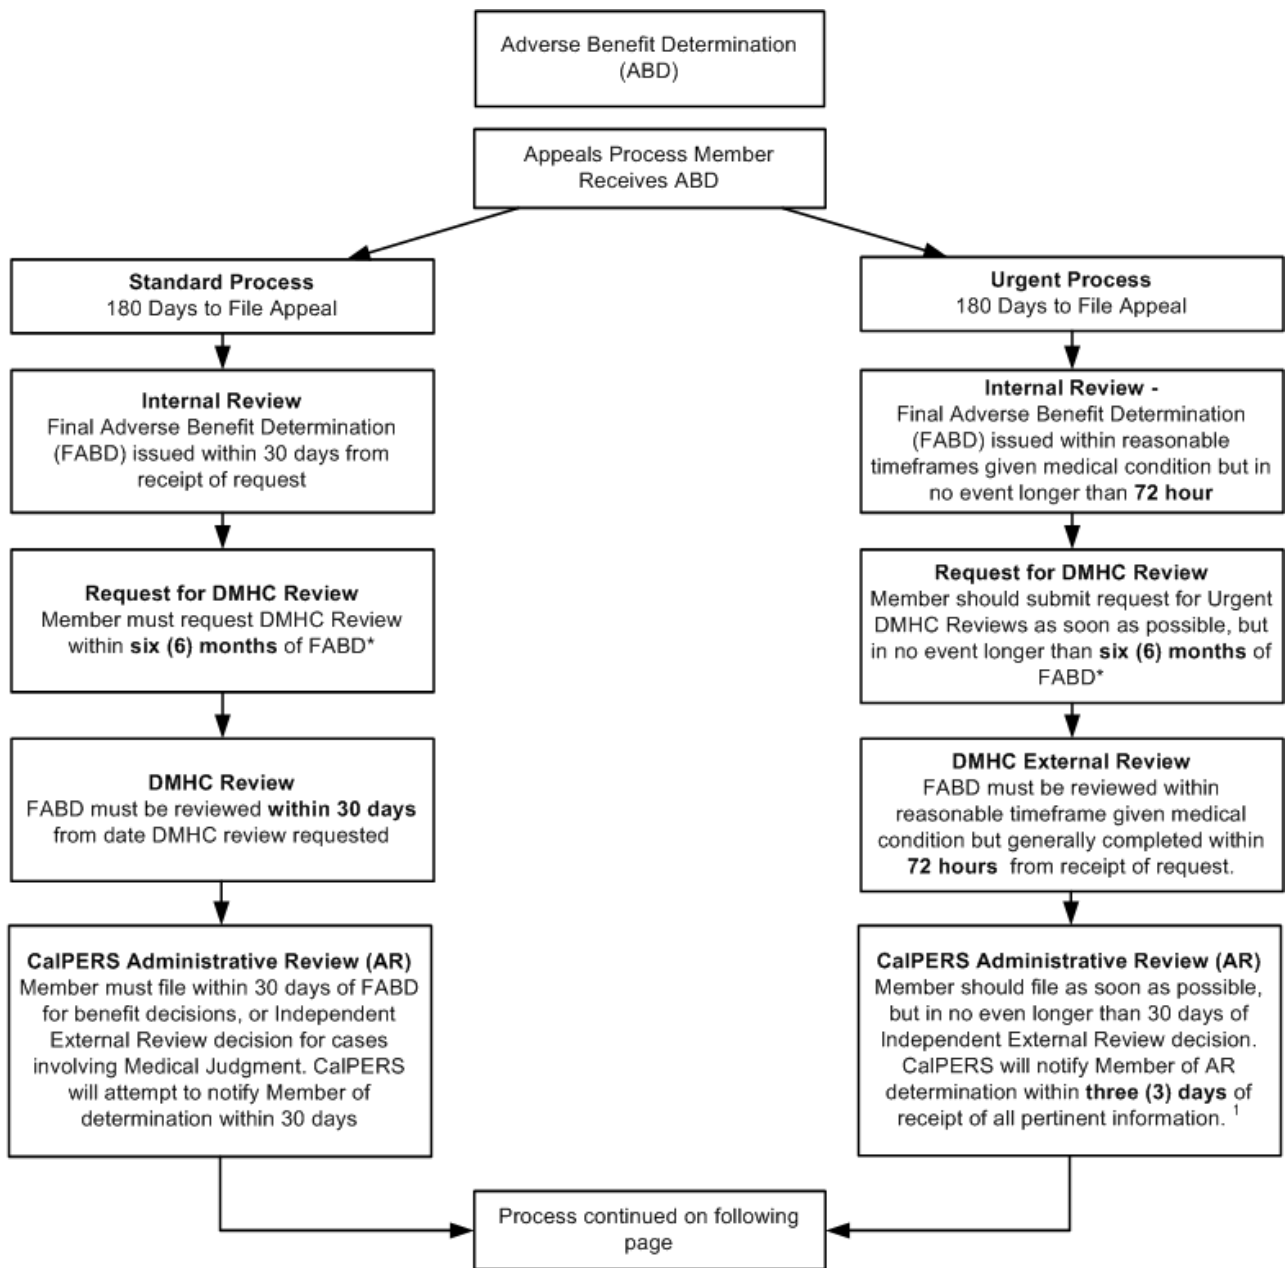 Adverse Benefit Determination
(ABD)
Appeals Process Member
Receives ABD
Standard Process
180 Days to File Appeal
Internal Review
Final Adverse Benefit Determination
(FABD) issued within 30 days from
receipt of request
Request for DMHC Review
Member must request DMHC Review
within six (6) months of FABD*
DMHC Review
FABD must be reviewed within 30 days
from date DMHC review requested
CalPERS Administrative Review (AR)
Member must file within 30 days of FABD
for benefit decisions, or Independent
External Review decision for cases
involving Medical Judgment. CalPERS
will attempt to notify Member of
determination within 30 days
Urgent Process
180 Days to File Appeal
Internal Review -
Final Adverse Benefit Determination
(FABD) issued within reasonable
timeframes given medical condition but in
no event longer than 72 hour
Request for DMHC Review
Member should submit request for Urgent
DMHC Reviews as soon as possible, but
in no event longer than six (6) months of
FABD*
DMHC External Review
FABD must be reviewed within
reasonable timeframe given medical
condition but generally completed within
72 hours from receipt of request.
CalPERS Administrative Review (AR)
Member should file as soon as possible,
but in no even longer than 30 days of
Independent External Review decision.
CalPERS will notify Member of AR
determination within three (3) days of
receipt of all pertinent information. 1
Process continued on following
page